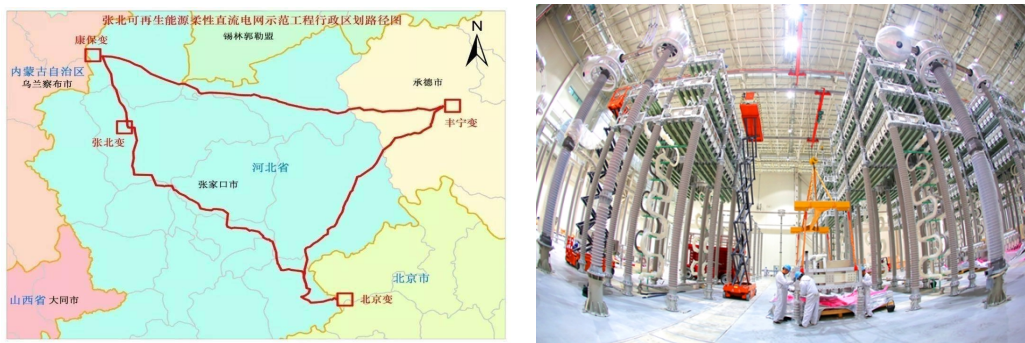 张北可再生能源柔性直流电网示范工程行政区划路径图
康保变
锡林郭勒盟
N
内蒙古自治区
乌兰察布市
承德市
丰宁变
张北变
河北省
张家口市
北京市
山西省 大同市
北京变